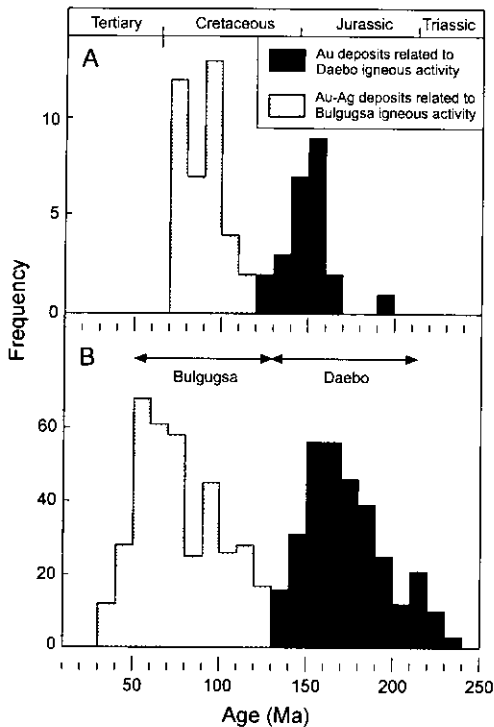 Tertiary Cretaceous Jurassic Triassic
A
Au deposits related to
Daebo igneous activity
Au-Ag deposits related to
Bulgugsa igneous activity
10
5
0
Frequency
B
Bulgugsa Daebo
60
40
20
0
50 100 150 200 250
Age (Ma)